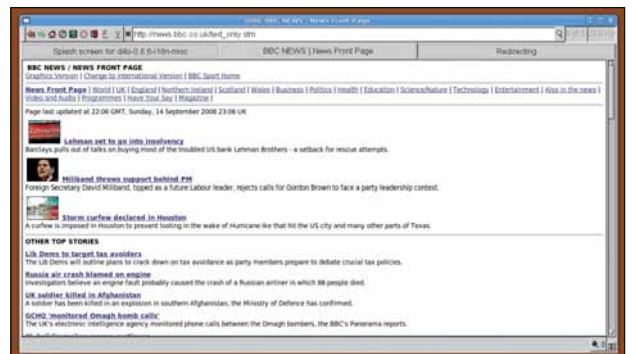 Dillo: BBC NEWS | News Front Page
http://news.bbc.co.uk/text_only.stm
Splash screen for dillo-0.8.6-i18n-misc
BBC NEWS | News Front Page
Redirecting
BBC NEWS / NEWS FRONT PAGE
Graphics Version | Change to International Version | BBC Sport Home
News Front Page | World | UK | England | Northern Ireland | Scotland | Wales | Business | Politics | Health | Education | Science/Nature | Technology | Entertainment | Also in the news |
Video and Audio | Programmes | Have Your Say | Magazine |
Page last updated at 22:06 GMT, Sunday, 14 September 2008 23:06 UK
Lehman set to go into insolvency
Barclays pulls out of talks on buying most of the troubled US bank Lehman Brothers - a setback for rescue attempts.
Miliband throws support behind PM
Foreign Secretary David Miliband, tipped as a future Labour leader, rejects calls for Gordon Brown to face a party leadership contest.
Storm curfew declared in Houston
A curfew is imposed in Houston to prevent looting in the wake of Hurricane Ike that hit the US city and many other parts of Texas.
OTHER TOP STORIES
Lib Dems to target tax avoiders
The Lib Dems will outline plans to crack down on tax avoidance as party members prepare to debate crucial tax policies.
Russia air crash blamed on engine
Investigators believe an engine fault probably caused the crash of a Russian airliner in which 88 people died.
UK soldier killed in Afghanistan
A soldier has been killed in an explosion in southern Afghanistan, the Ministry of Defence has confirmed.
GCHQ 'monitored Omagh bomb calls'
The UK's electronic intelligence agency monitored phone calls between the Omagh bombers, the BBC's Panorama reports.